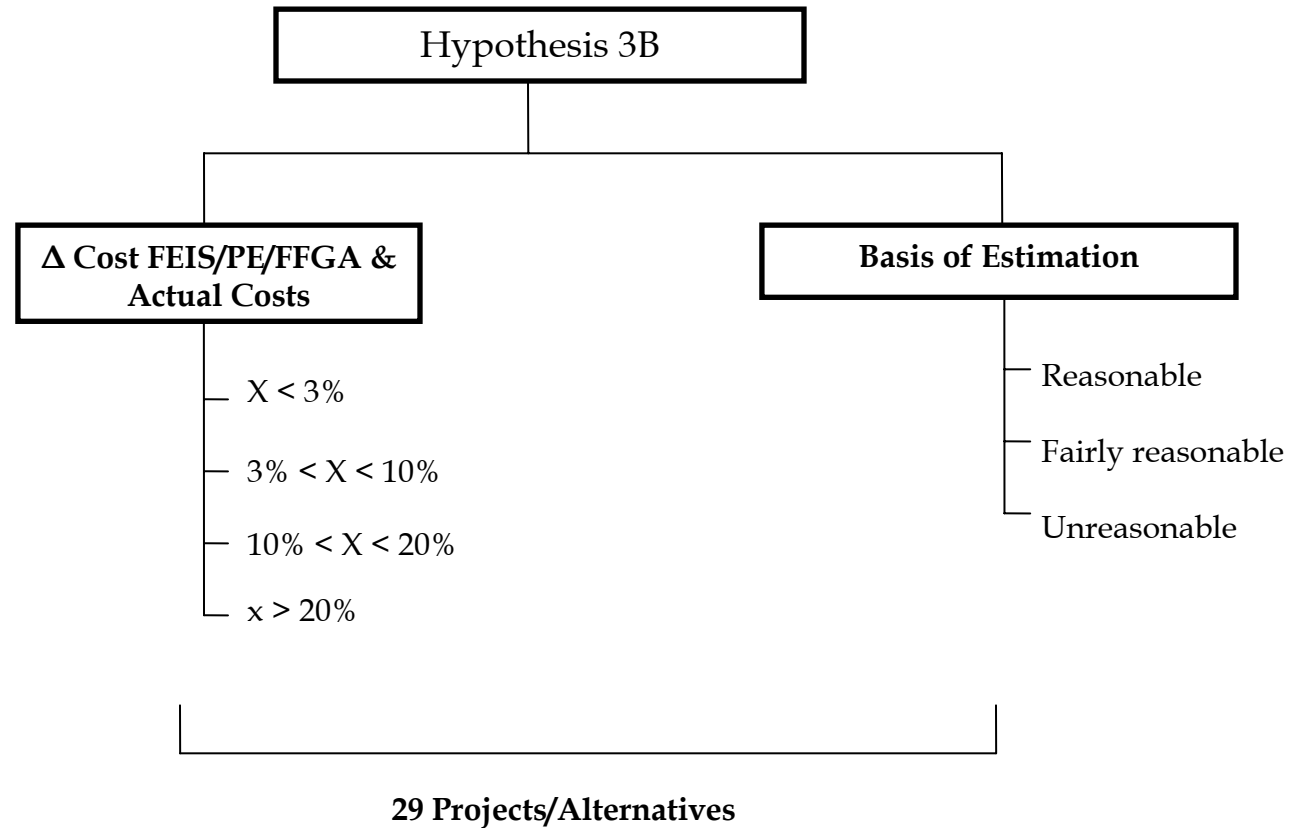 Hypothesis 3B
Δ Cost FEIS/PE/FFGA &
Actual Costs
X < 3%
3% < X < 10%
10% < X < 20%
x > 20%
Basis of Estimation
Reasonable
Fairly reasonable
Unreasonable
29 Projects/Alternatives